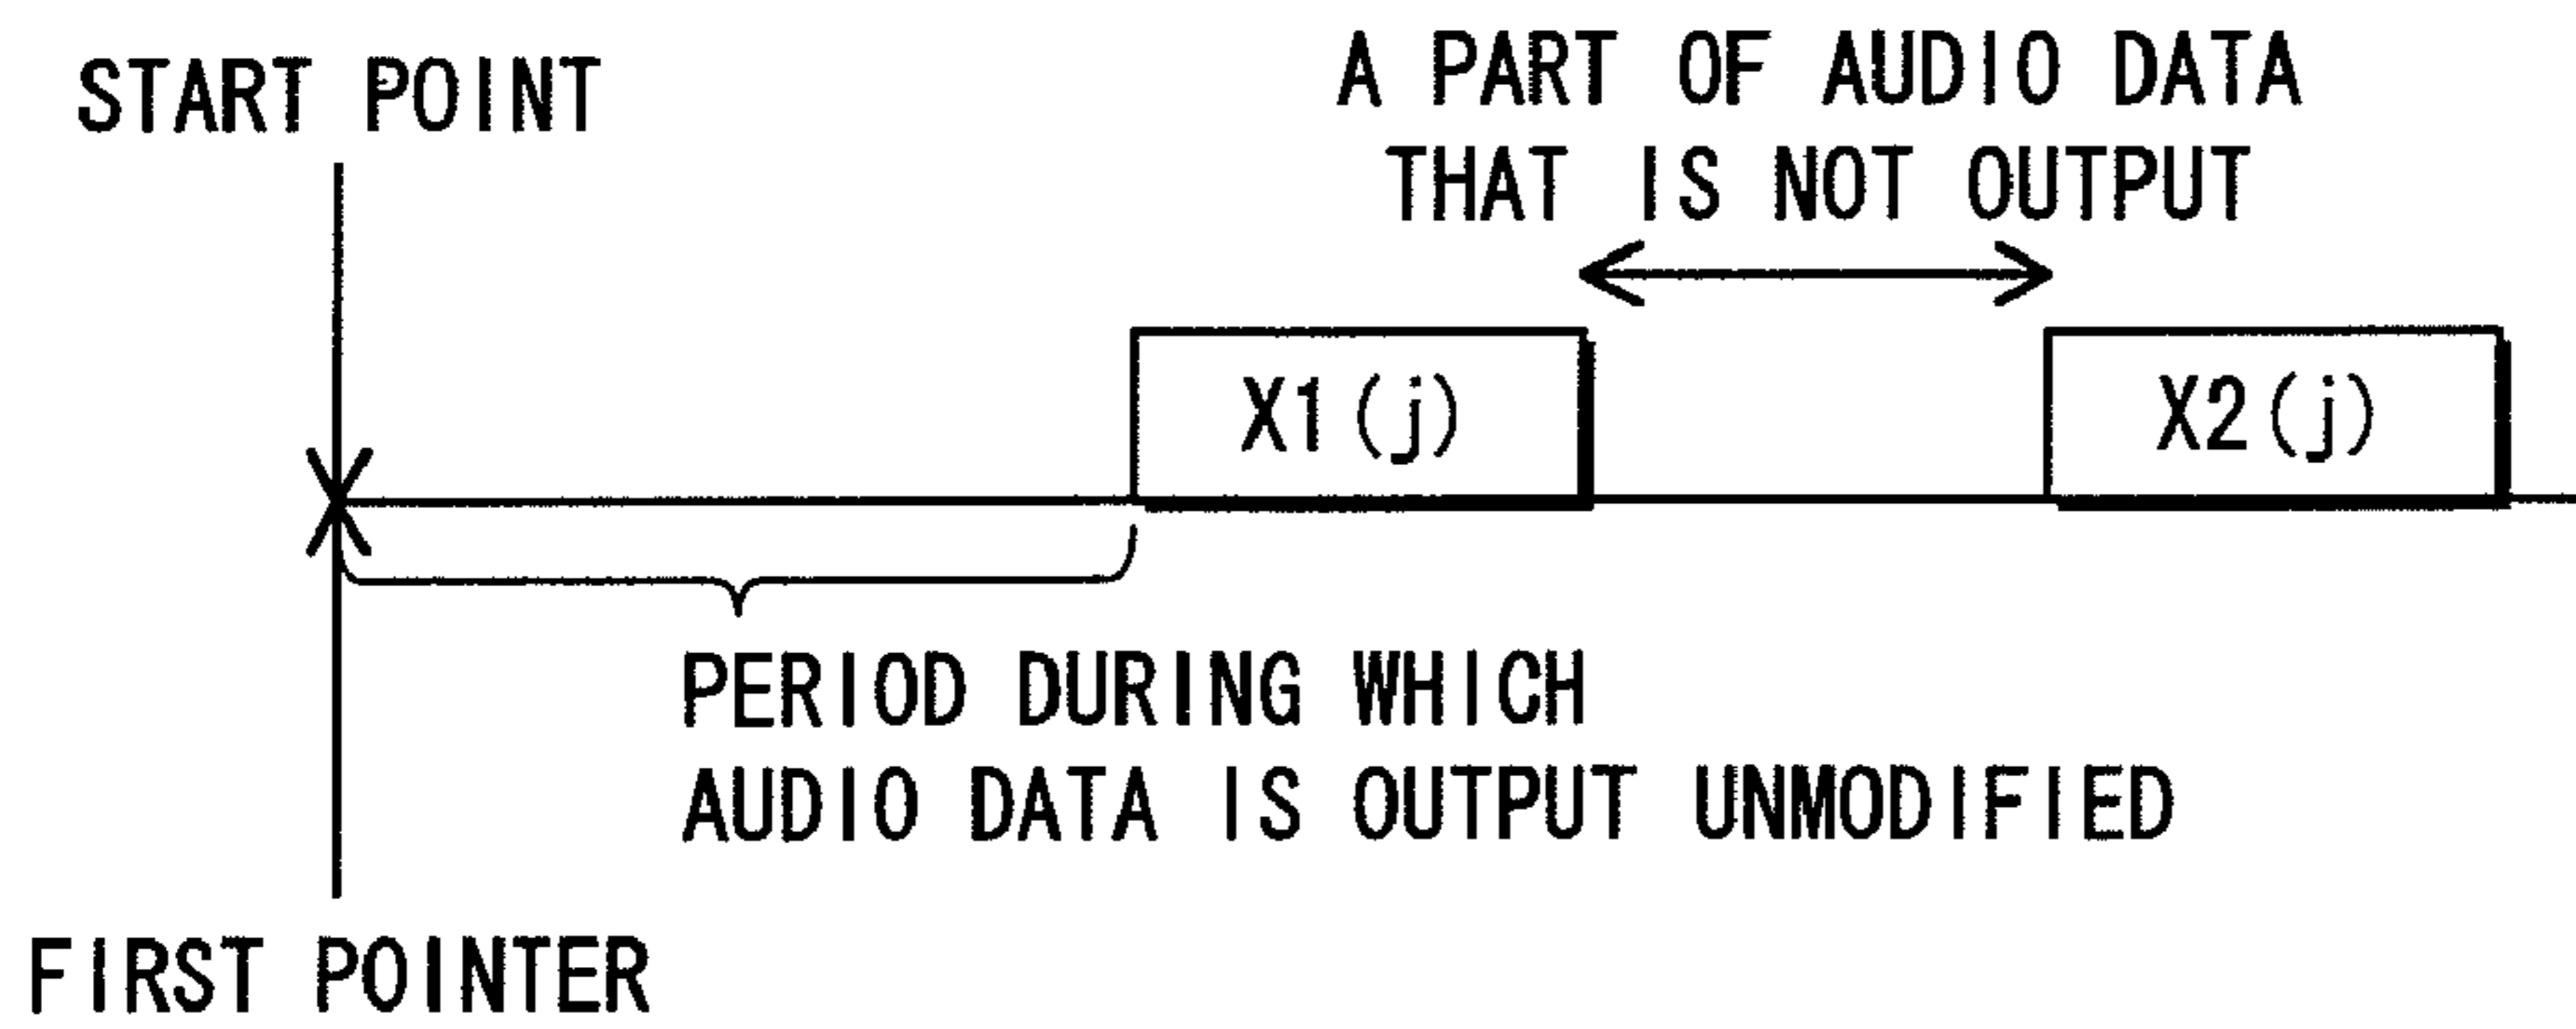 START POINT
A PART OF AUDIO DATA
THAT IS NOT OUTPUT
X1(j)
X2(j)
PERIOD DURING WHICH
AUDIO DATA IS OUTPUT UNMODIFIED
FIRST POINTER